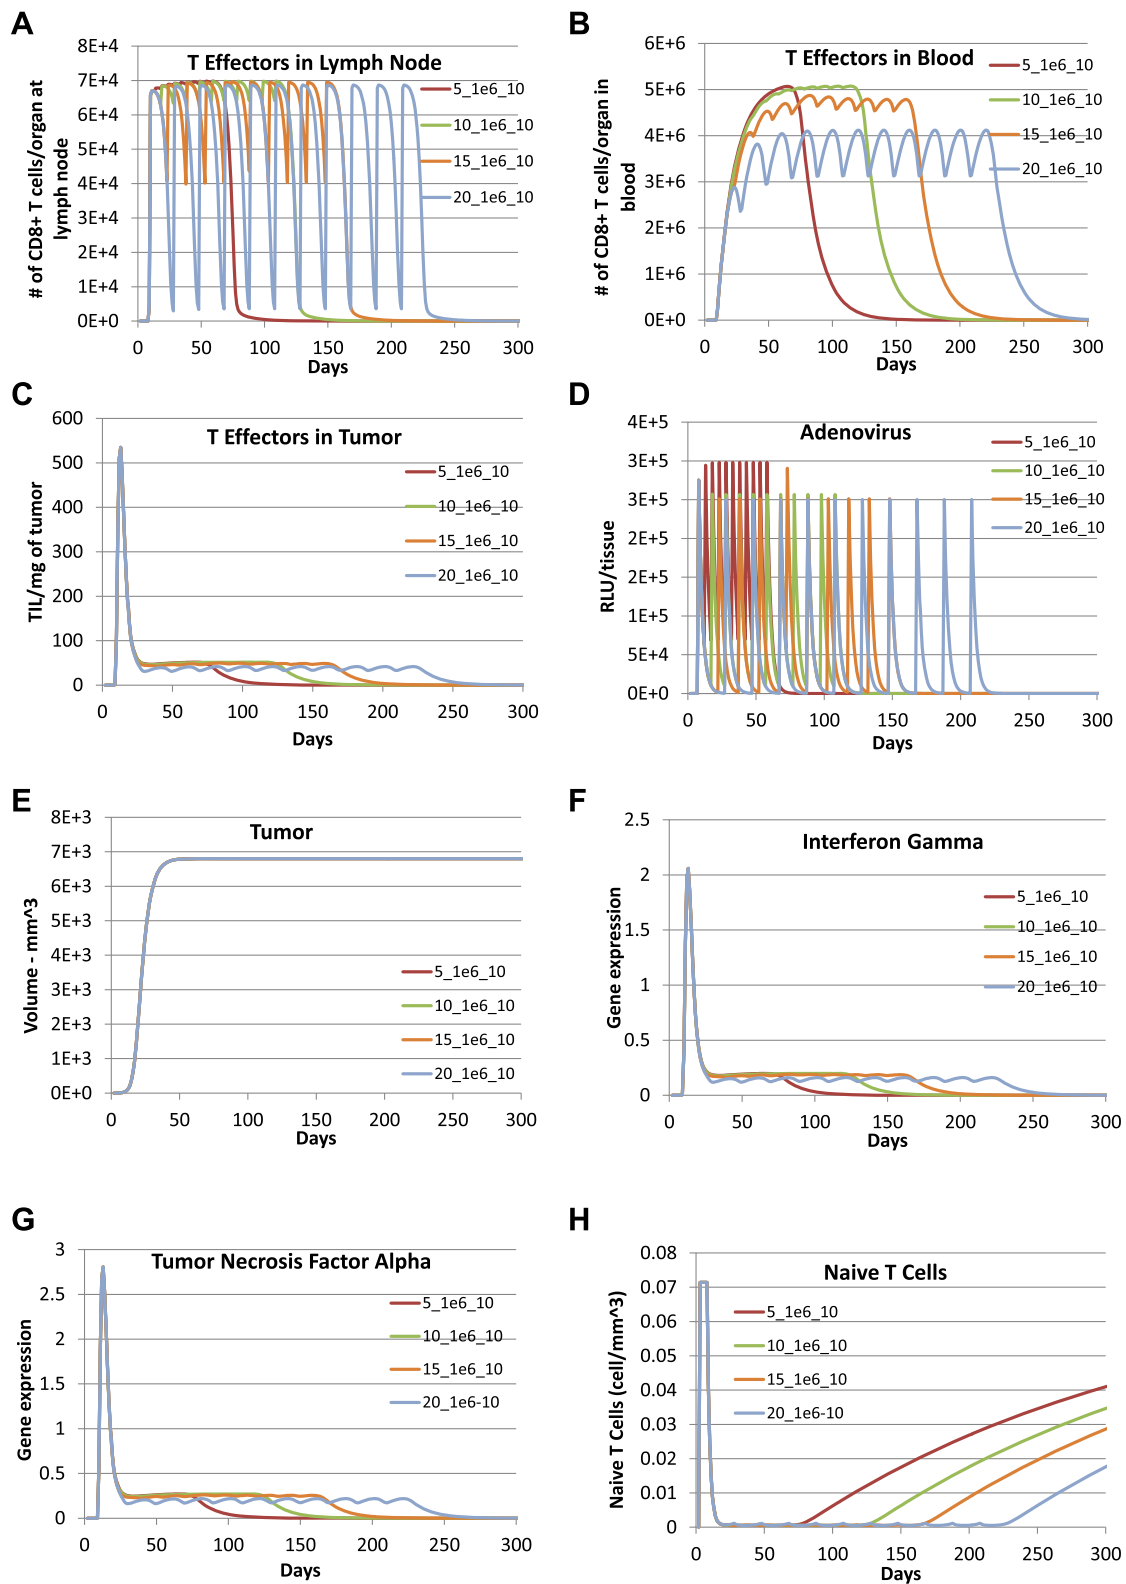 A
T Effectors in Lymph Node
# of CD8+ T cells/organ at
lymph node
8E+4
7E+4
6E+4
5E+4
4E+4
3E+4
2E+4
1E+4
0E+0
5_1e6_10
10_1e6_10
15_1e6_10
20_1e6_10
0 50 100 150 200 250 300
Days
B
T Effectors in Blood
# of CD8+ T cells/organ in
blood
6E+6
5E+6
4E+6
3E+6
2E+6
1E+6
0E+0
5_1e6_10
10_1e6_10
15_1e6_10
20_1e6_10
0 50 100 150 200 250 300
Days
C
T Effectors in Tumor
TIL/mg of tumor
600
500
400
300
200
100
0
5_1e6_10
10_1e6_10
15_1e6_10
20_1e6_10
0 50 100 150 200 250 300
Days
D
Adenovirus
RLU/tissue
4E+5
3E+5
3E+5
2E+5
2E+5
1E+5
5E+4
0E+0
5_1e6_10
10_1e6_10
15_1e6_10
20_1e6_10
0 50 100 150 200 250 300
Days
E
Tumor
Volume - mm^3
8E+3
7E+3
6E+3
5E+3
4E+3
3E+3
2E+3
1E+3
0E+0
5_1e6_10
10_1e6_10
15_1e6_10
20_1e6_10
0 50 100 150 200 250 300
Days
F
Interferon Gamma
Gene expression
2.5
2
1.5
1
0.5
0
5_1e6_10
10_1e6_10
15_1e6_10
20_1e6_10
0 50 100 150 200 250 300
Days
G
Tumor Necrosis Factor Alpha
Gene expression
3
2.5
2
1.5
1
0.5
0
5_1e6_10
10_1e6_10
15_1e6_10
20_1e6-10
0 50 100 150 200 250 300
Days
H
Naive T Cells
Naive T Cells (cell/mm^3)
0.08
0.07
0.06
0.05
0.04
0.03
0.02
0.01
0
5_1e6_10
10_1e6_10
15_1e6_10
20_1e6-10
0 50 100 150 200 250 300
Days